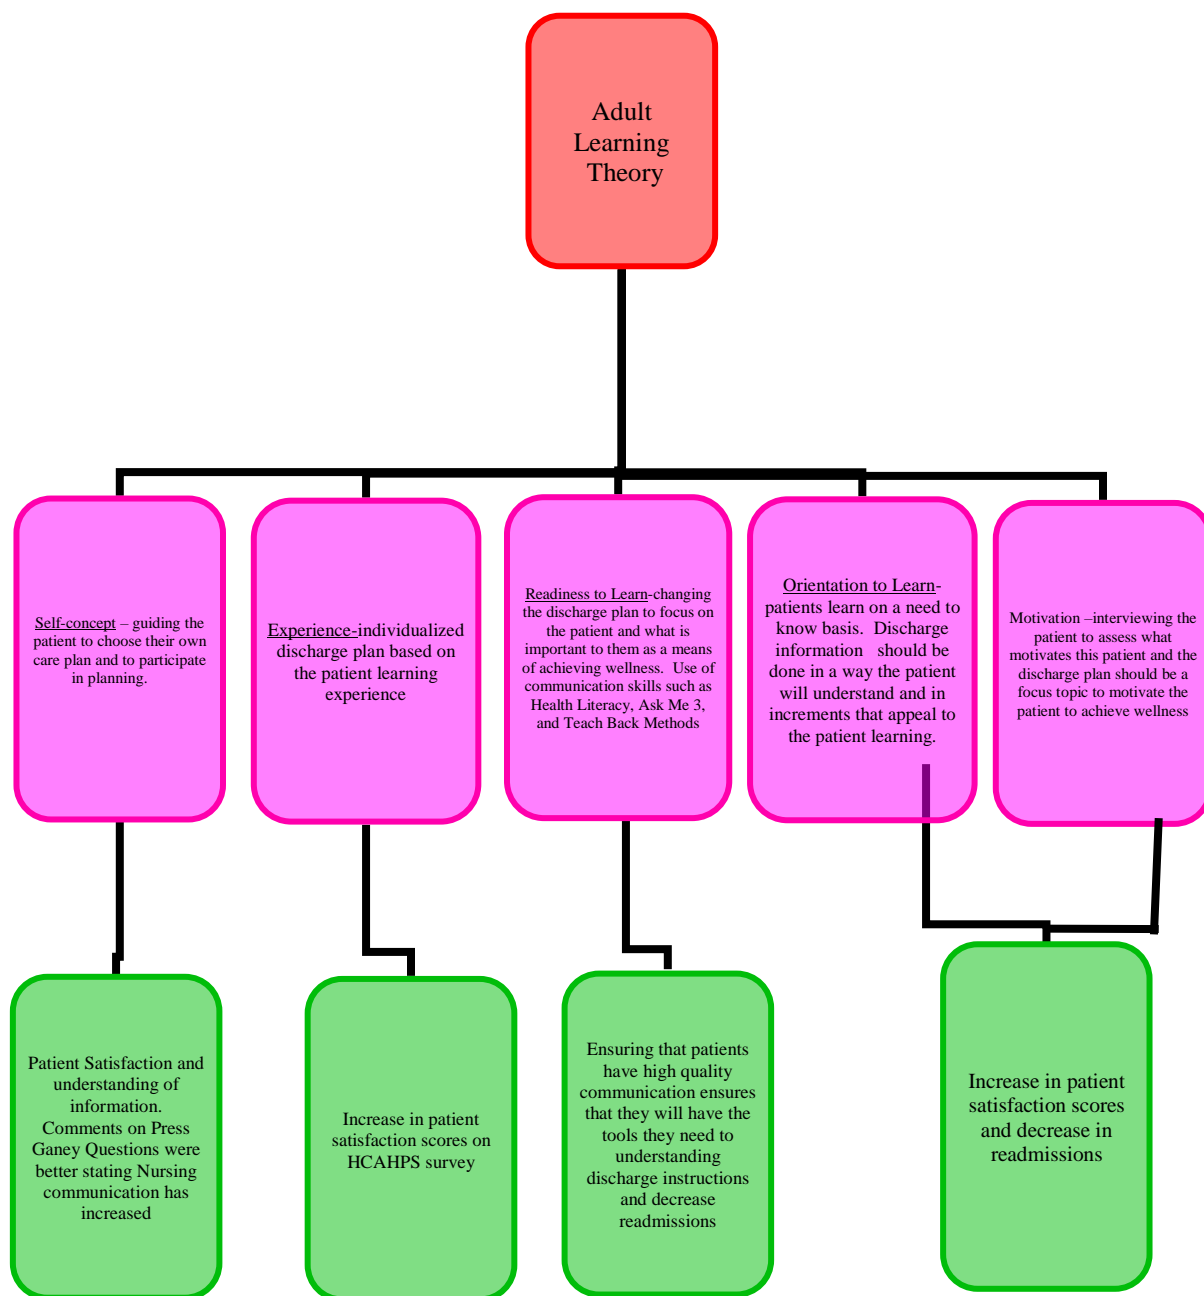 Adult
Learning
Theory
Self-concept – guiding the
patient to choose their own
care plan and to participate
in planning.
Experience-individualized
discharge plan based on
the patient learning
experience
Readiness to Learn-changing
the discharge plan to focus on
the patient and what is
important to them as a means
of achieving wellness.  Use of
communication skills such as
Health Literacy, Ask Me 3,
and Teach Back Methods
Orientation to Learn-
patients learn on a need to
know basis.  Discharge
information   should be
done in a way the patient
will understand and in
increments that appeal to
the patient learning.
Motivation –interviewing the
patient to assess what
motivates this patient and the
discharge plan should be a
focus topic to motivate the
patient to achieve wellness
Patient Satisfaction and
understanding of
information.
Comments on Press
Ganey Questions were
better stating Nursing
communication has
increased
Increase in patient
satisfaction scores on
HCAHPS survey
Ensuring that patients
have high quality
communication ensures
that they will have the
tools they need to
understanding
discharge instructions
and decrease
readmissions
Increase in patient
satisfaction scores
and decrease in
readmissions